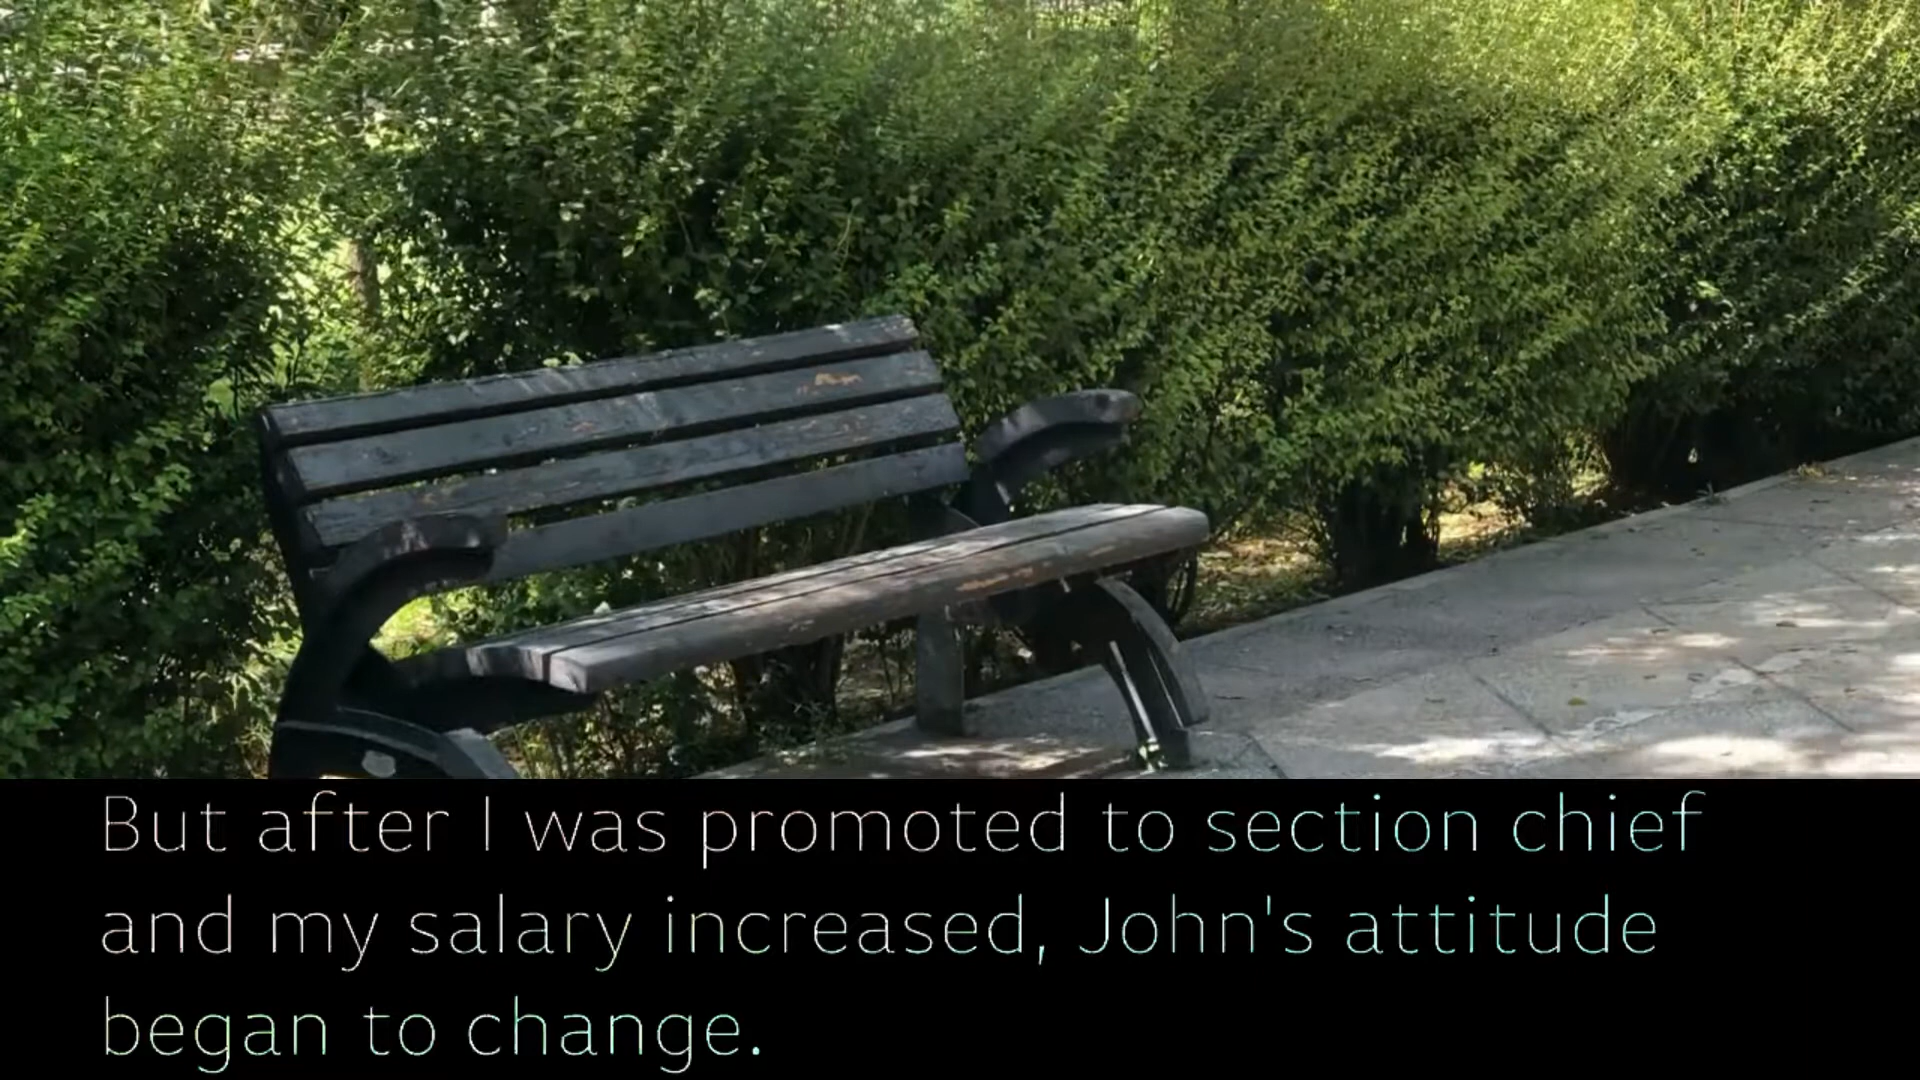 But after I was promoted to section chief
and my salary increased, John's attitude
began to change.